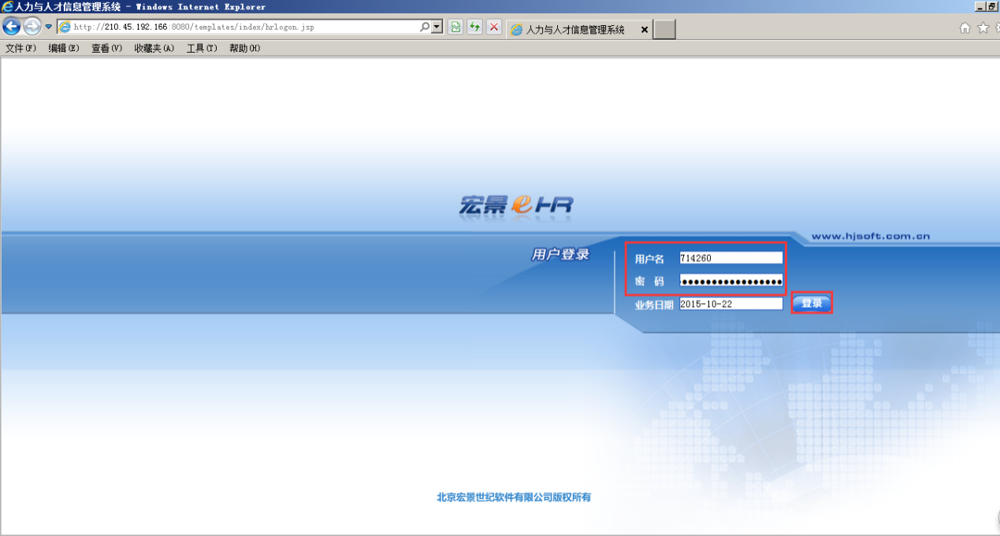 人力与人才信息管理系统 - Windows Internet Explorer
http://210.45.192.166:8080/templates/index/hrlogon.jsp
人力与人才信息管理系统
文件(F) 编辑(E) 查看(V) 收藏夹(A) 工具(T) 帮助(H)
宏景eHR
www.hjsoft.com.cn
用户登录
用户名 714260
密 码 ●●●●●●●●●●●●●●●●●
业务日期 2015-10-22 登录
北京宏景世纪软件有限公司版权所有